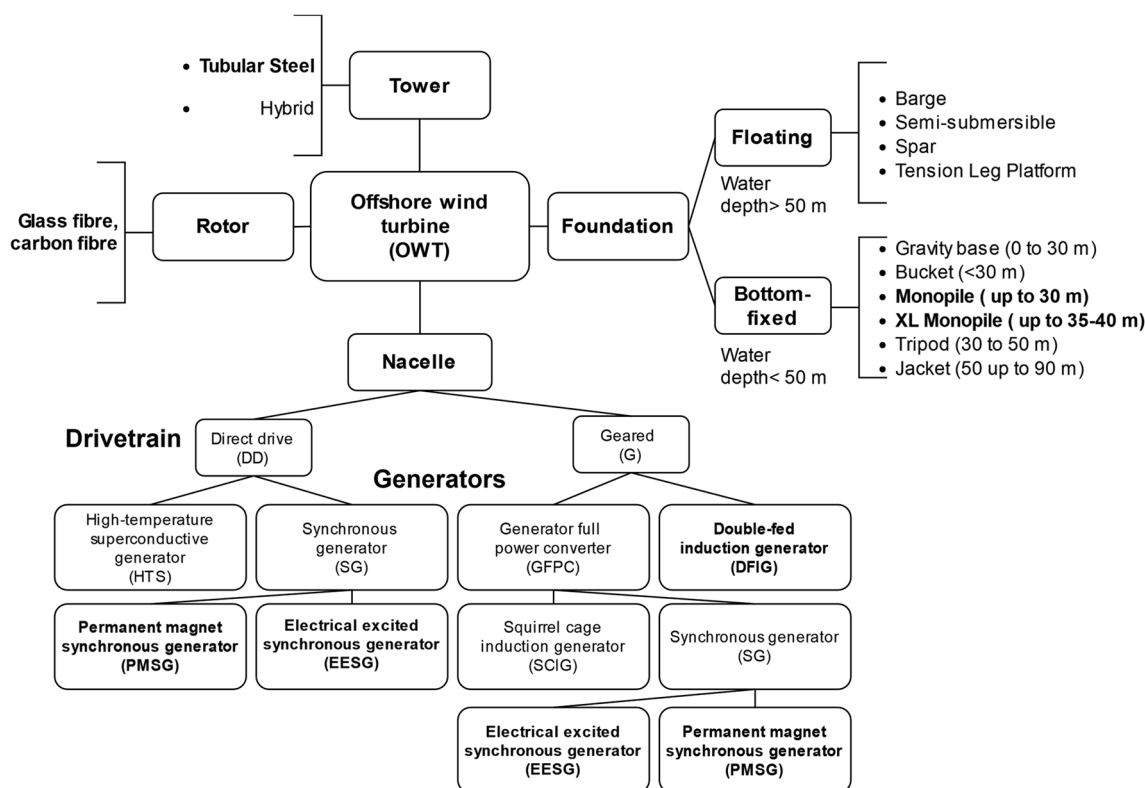 • Tubular Steel
• Hybrid
Tower
Glass fibre,
carbon fibre
Rotor
Offshore wind
turbine
(OWT)
Foundation
Floating
Water
depth> 50 m
• Barge
• Semi-submersible
• Spar
• Tension Leg Platform
Bottom-
fixed
Water
depth< 50 m
• Gravity base (0 to 30 m)
• Bucket (<30 m)
• Monopile ( up to 30 m)
• XL Monopile ( up to 35-40 m)
• Tripod (30 to 50 m)
• Jacket (50 up to 90 m)
Nacelle
Drivetrain
Direct drive
(DD)
Geared
(G)
Generators
High-temperature
superconductive
generator
(HTS)
Synchronous
generator
(SG)
Generator full
power converter
(GFPC)
Double-fed
induction generator
(DFIG)
Permanent magnet
synchronous generator
(PMSG)
Electrical excited
synchronous generator
(EESG)
Squirrel cage
induction generator
(SCIG)
Synchronous generator
(SG)
Electrical excited
synchronous generator
(EESG)
Permanent magnet
synchronous generator
(PMSG)